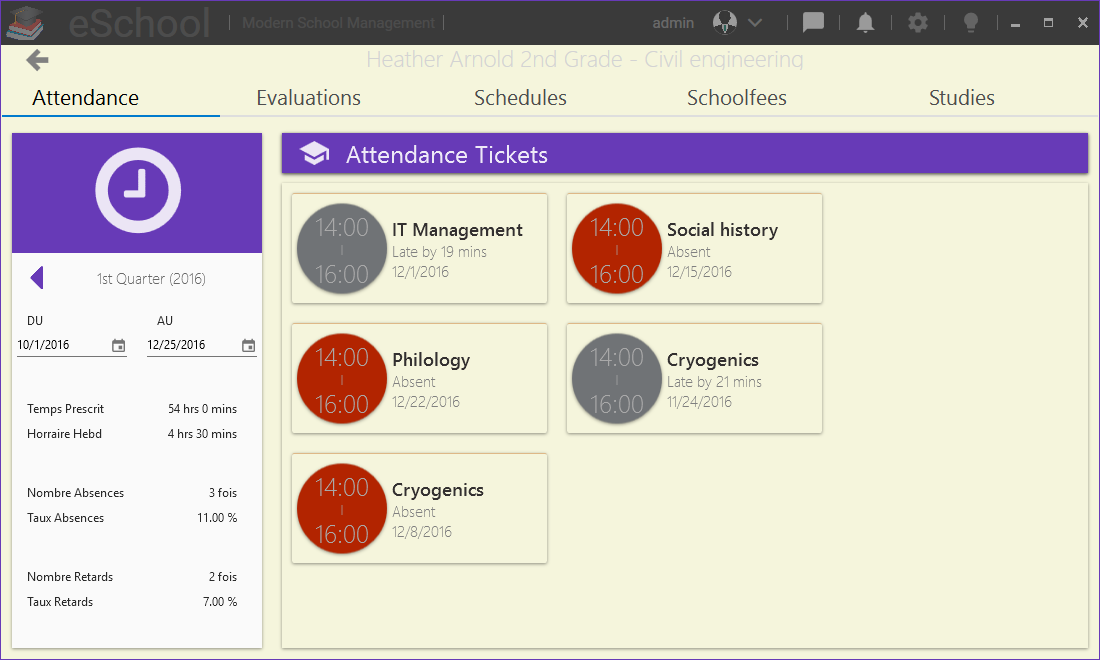 eSchool
Modern School Management
admin
Heather Arnold 2nd Grade - Civil engineering
Attendance
Evaluations
Schedules
Schoolfees
Studies
1st Quarter (2016)
DU
AU
10/1/2016
12/25/2016
Temps Prescrit 54 hrs 0 mins
Horraire Hebd 4 hrs 30 mins
Nombre Absences 3 fois
Taux Absences 11.00 %
Nombre Retards 2 fois
Taux Retards 7.00 %
Attendance Tickets
14:00
16:00
IT Management
Late by 19 mins
12/1/2016
14:00
16:00
Social history
Absent
12/15/2016
14:00
16:00
Philology
Absent
12/22/2016
14:00
16:00
Cryogenics
Late by 21 mins
11/24/2016
14:00
16:00
Cryogenics
Absent
12/8/2016